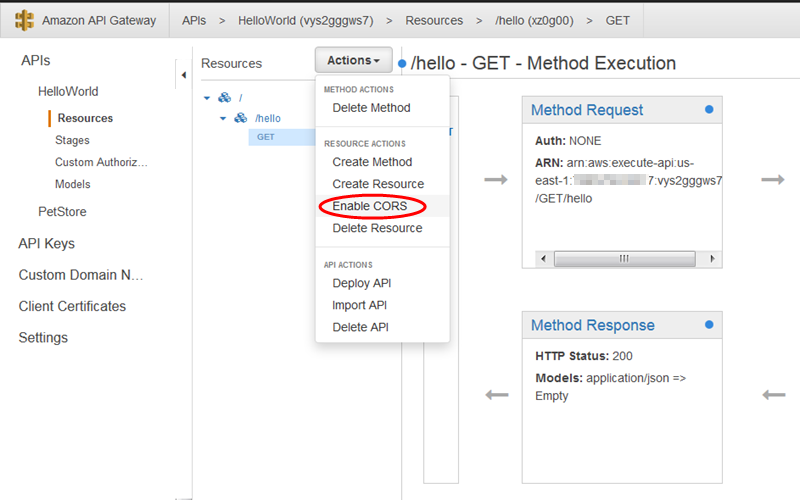 Amazon API Gateway
APIs > HelloWorld (vys2gggws7) > Resources > /hello (xz0g00) > GET
APIs
HelloWorld
Resources
Stages
Custom Authoriz...
Models
PetStore
API Keys
Custom Domain N...
Client Certificates
Settings
Resources
/
/hello
GET
Actions
METHOD ACTIONS
Delete Method
RESOURCE ACTIONS
Create Method
Create Resource
Enable CORS
Delete Resource
API ACTIONS
Deploy API
Import API
Delete API
/hello - GET - Method Execution
Method Request
Auth: NONE
ARN: arn:aws:execute-api:us-
east-1: 7:vys2gggws7
/GET/hello
Method Response
HTTP Status: 200
Models: application/json =>
Empty